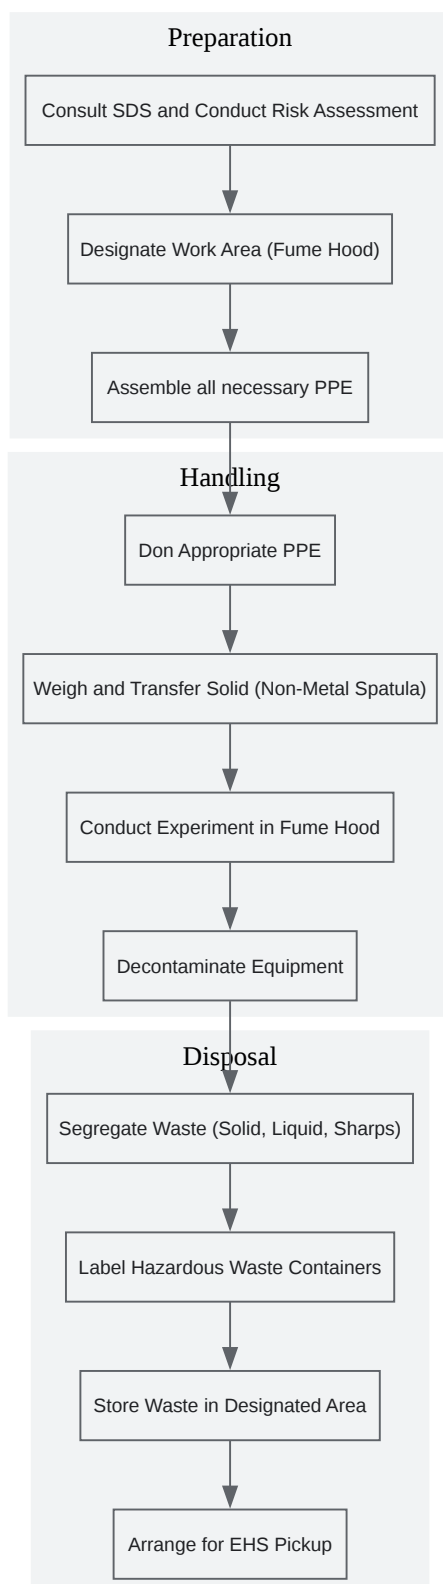 Preparation
Consult SDS and Conduct Risk Assessment
Designate Work Area (Fume Hood)
Assemble all necessary PPE
Handling
Don Appropriate PPE
Weigh and Transfer Solid (Non-Metal Spatula)
Conduct Experiment in Fume Hood
Decontaminate Equipment
Disposal
Segregate Waste (Solid, Liquid, Sharps)
Label Hazardous Waste Containers
Store Waste in Designated Area
Arrange for EHS Pickup